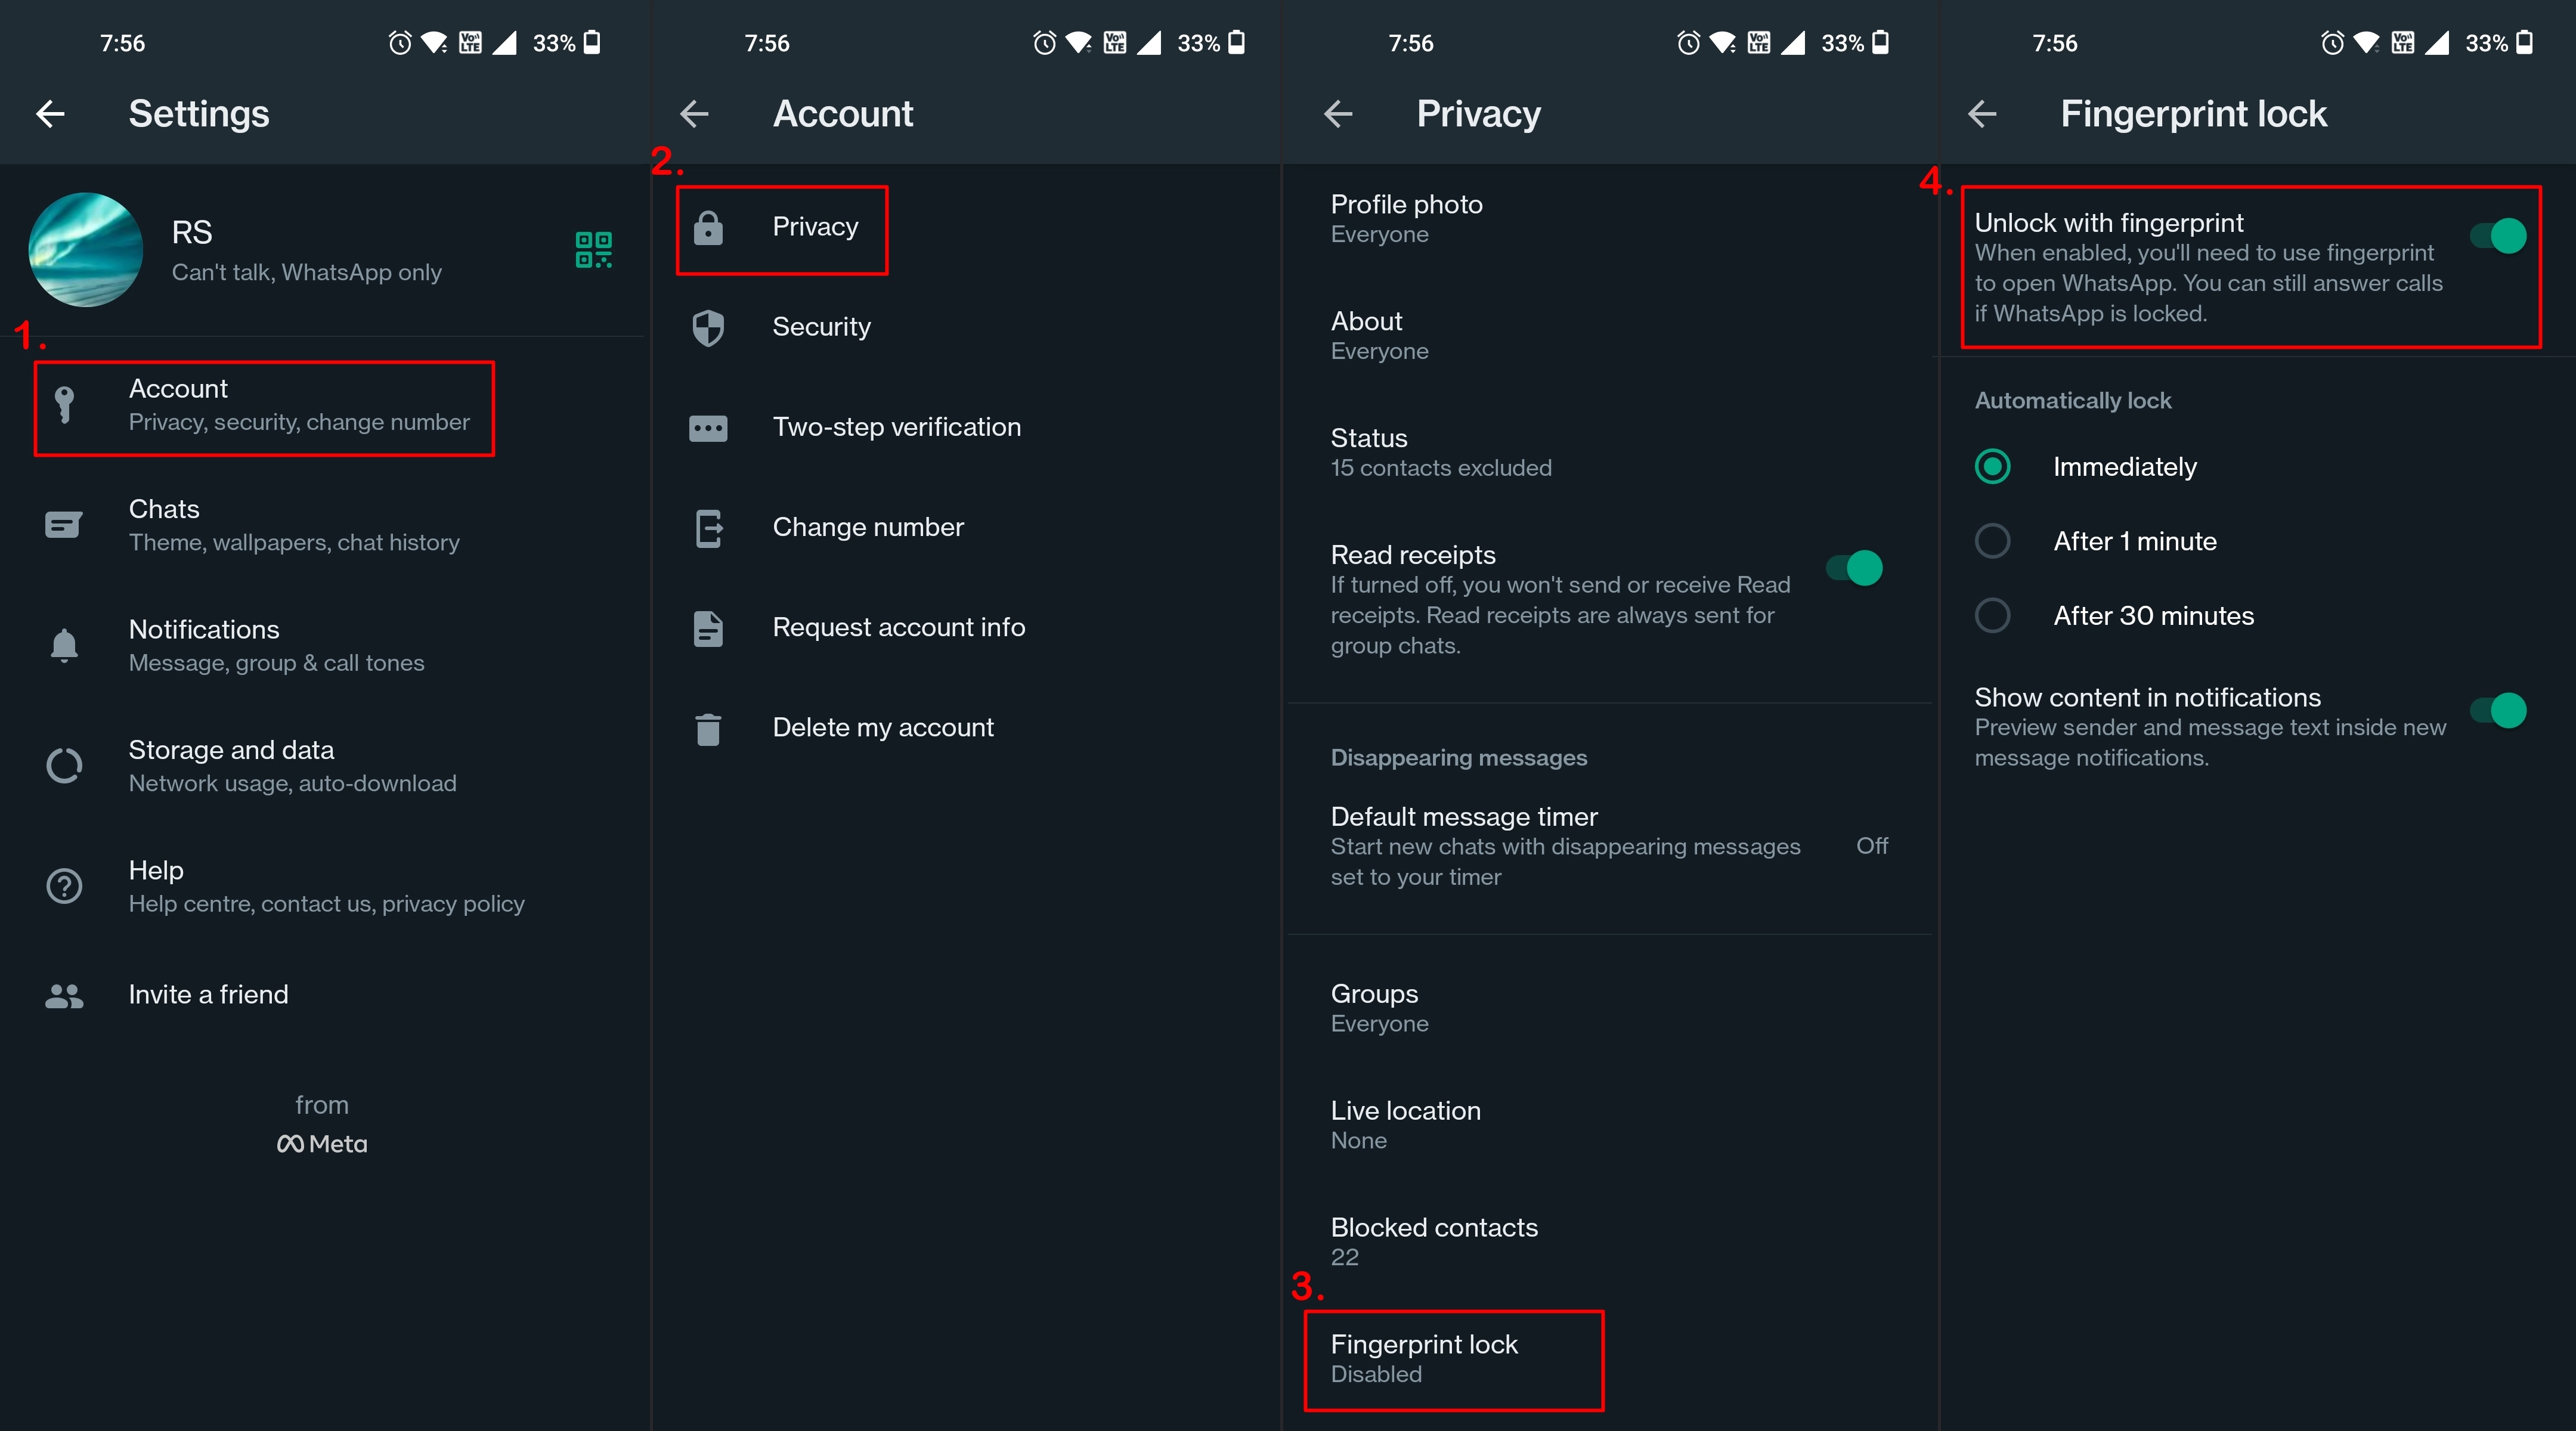 7:56
Vo LTE
33%
Settings
RS
Can't talk, WhatsApp only
1.
Account
Privacy, security, change number
Chats
Theme, wallpapers, chat history
Notifications
Message, group & call tones
Storage and data
Network usage, auto-download
Help
Help centre, contact us, privacy policy
Invite a friend
from
Meta
7:56
Vo LTE
33%
Account
2.
Privacy
Security
Two-step verification
Change number
Request account info
Delete my account
7:56
Vo LTE
33%
Privacy
Profile photo
Everyone
About
Everyone
Status
15 contacts excluded
Read receipts
If turned off, you won't send or receive Read
receipts. Read receipts are always sent for
group chats.
Disappearing messages
Default message timer
Start new chats with disappearing messages
set to your timer
Off
Groups
Everyone
Live location
None
Blocked contacts
22
3.
Fingerprint lock
Disabled
7:56
Vo LTE
33%
Fingerprint lock
4.
Unlock with fingerprint
When enabled, you'll need to use fingerprint
to open WhatsApp. You can still answer calls
if WhatsApp is locked.
Automatically lock
Immediately
After 1 minute
After 30 minutes
Show content in notifications
Preview sender and message text inside new
message notifications.